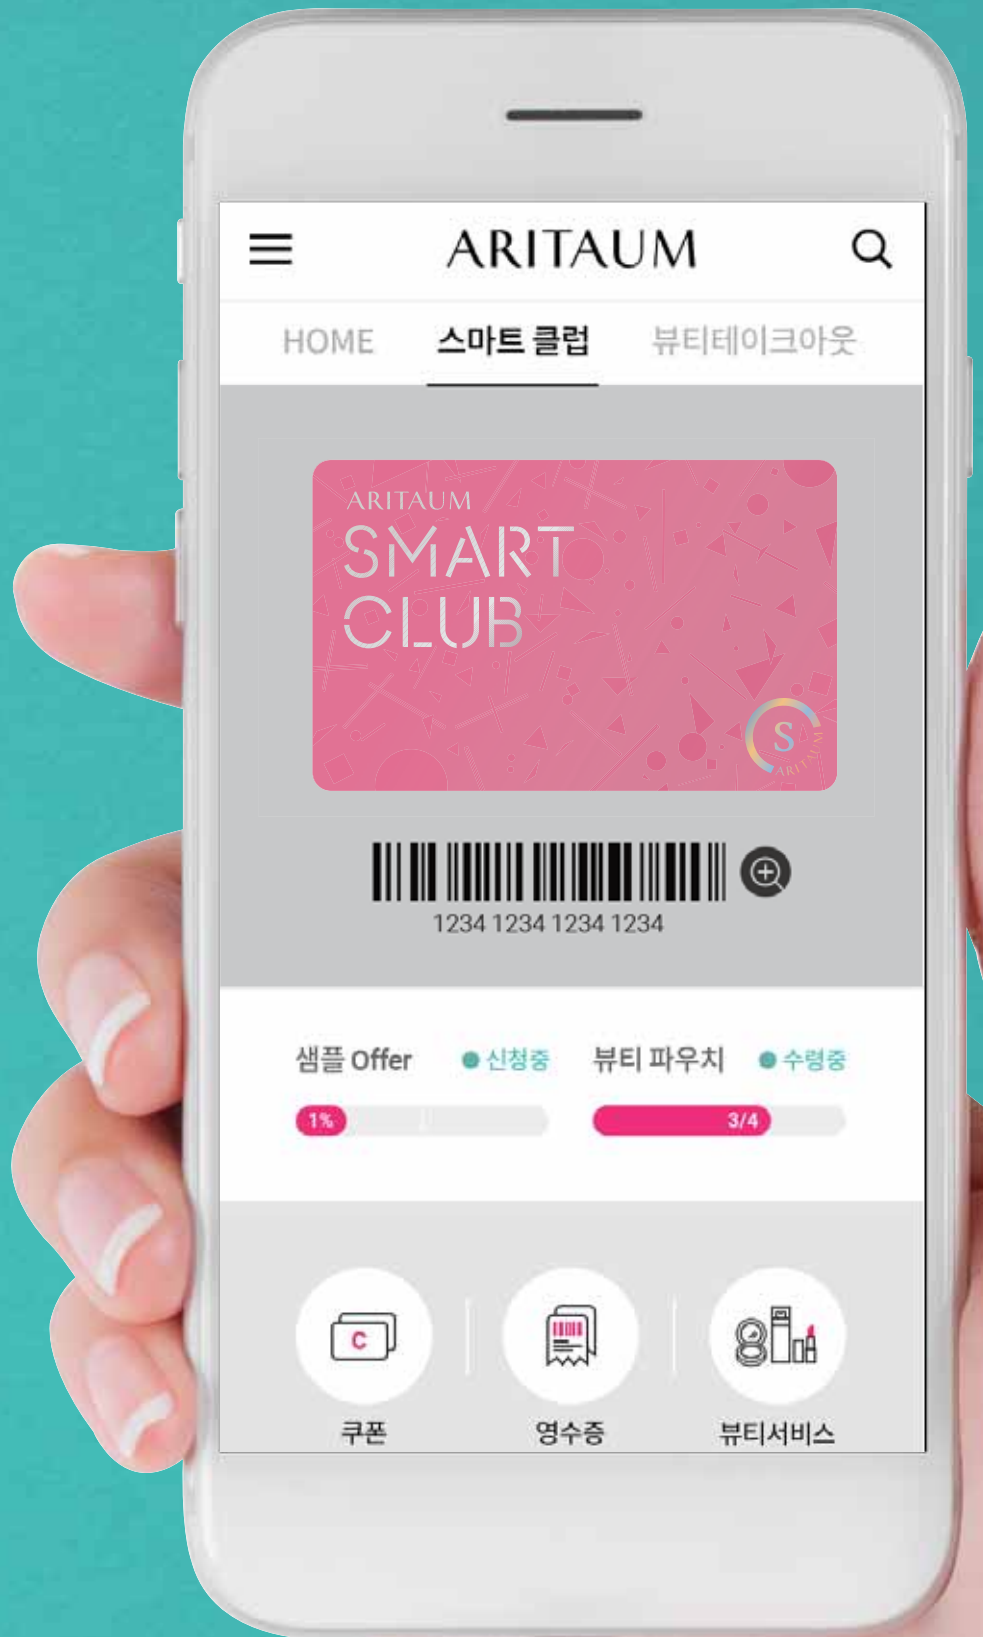 ARITAUM
HOME 스마트 클럽 뷰티테이크아웃
ARITAUM
SMART
CLUB
S
ARITAUM
1234 1234 1234 1234
샘플 Offer 신청중 뷰티 파우치 수령중
1% 3/4
C
쿠폰 영수증 뷰티서비스